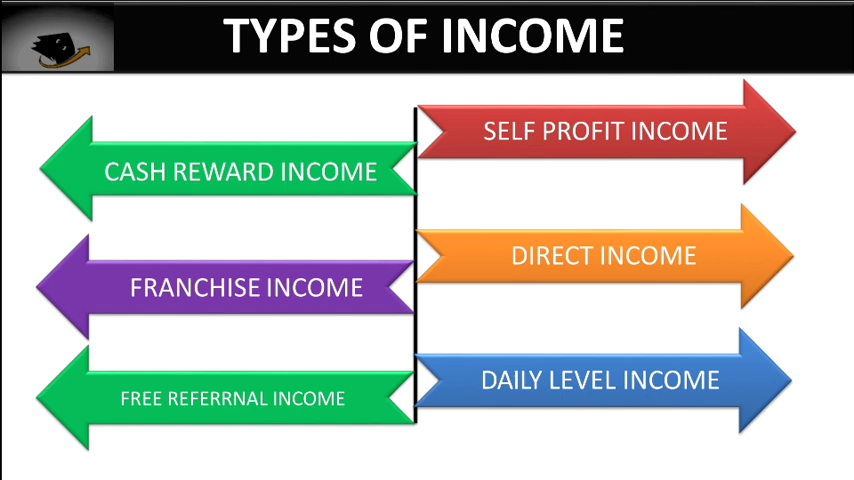 TYPES OF INCOME
SELF PROFIT INCOME
CASH REWARD INCOME
DIRECT INCOME
FRANCHISE INCOME
DAILY LEVEL INCOME
FREE REFERRNAL INCOME